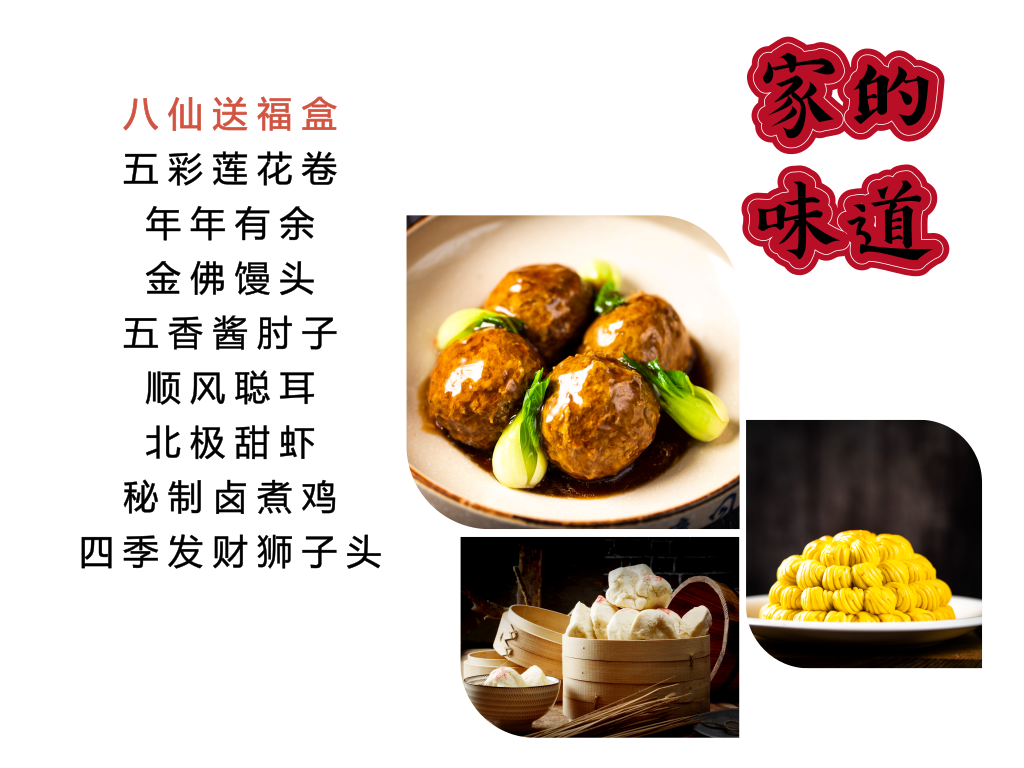 家的
味道
八仙送福盒
五彩莲花卷
年年有余
金佛馒头
五香酱肘子
顺风聪耳
北极甜虾
秘制卤煮鸡
四季发财狮子头